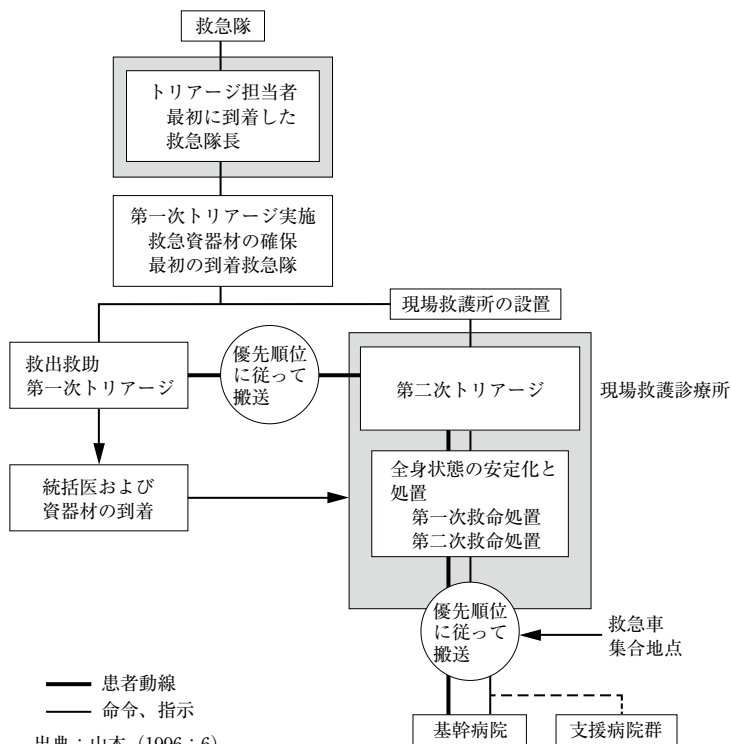 救急隊
トリアージ担当者
最初に到着した
救急隊長
第一次トリアージ実施
救急資器材の確保
最初の到着救急隊
現場救護所の設置
救出救助
第一次トリアージ
優先順位
に従って
搬送
第二次トリアージ
現場救護診療所
統括医および
資器材の到着
全身状態の安定化と
処置
第一次救命処置
第二次救命処置
優先順位
に従って
搬送
救急車
集合地点
患者動線
命令、指示
基幹病院
支援病院群
出典：山本（1996：6）